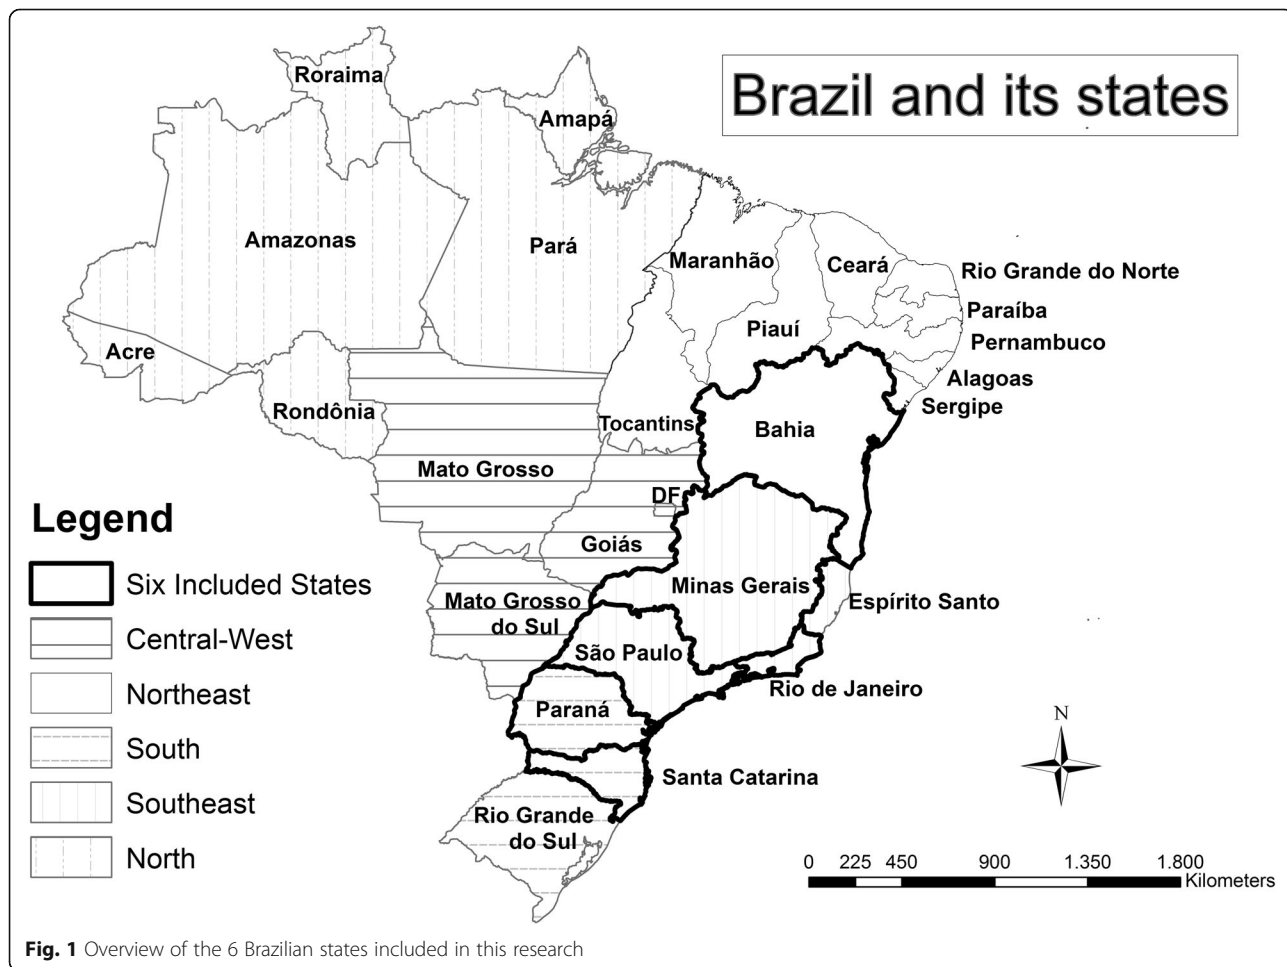 Brazil and its states
Roraima
Amapá
Amazonas
Pará
Maranhão
Ceará
Rio Grande do Norte
Paraíba
Piauí
Pernambuco
Acre
Alagoas
Rondônia
Sergipe
Tocantins
Bahia
Mato Grosso
DF
Goiás
Minas Gerais
Mato Grosso
do Sul
Espírito Santo
São Paulo
Rio de Janeiro
Paraná
Santa Catarina
Rio Grande
do Sul
Legend
Six Included States
Central-West
Northeast
South
Southeast
North
N
0 225 450 900 1.350 1.800
Kilometers
Fig. 1 Overview of the 6 Brazilian states included in this research